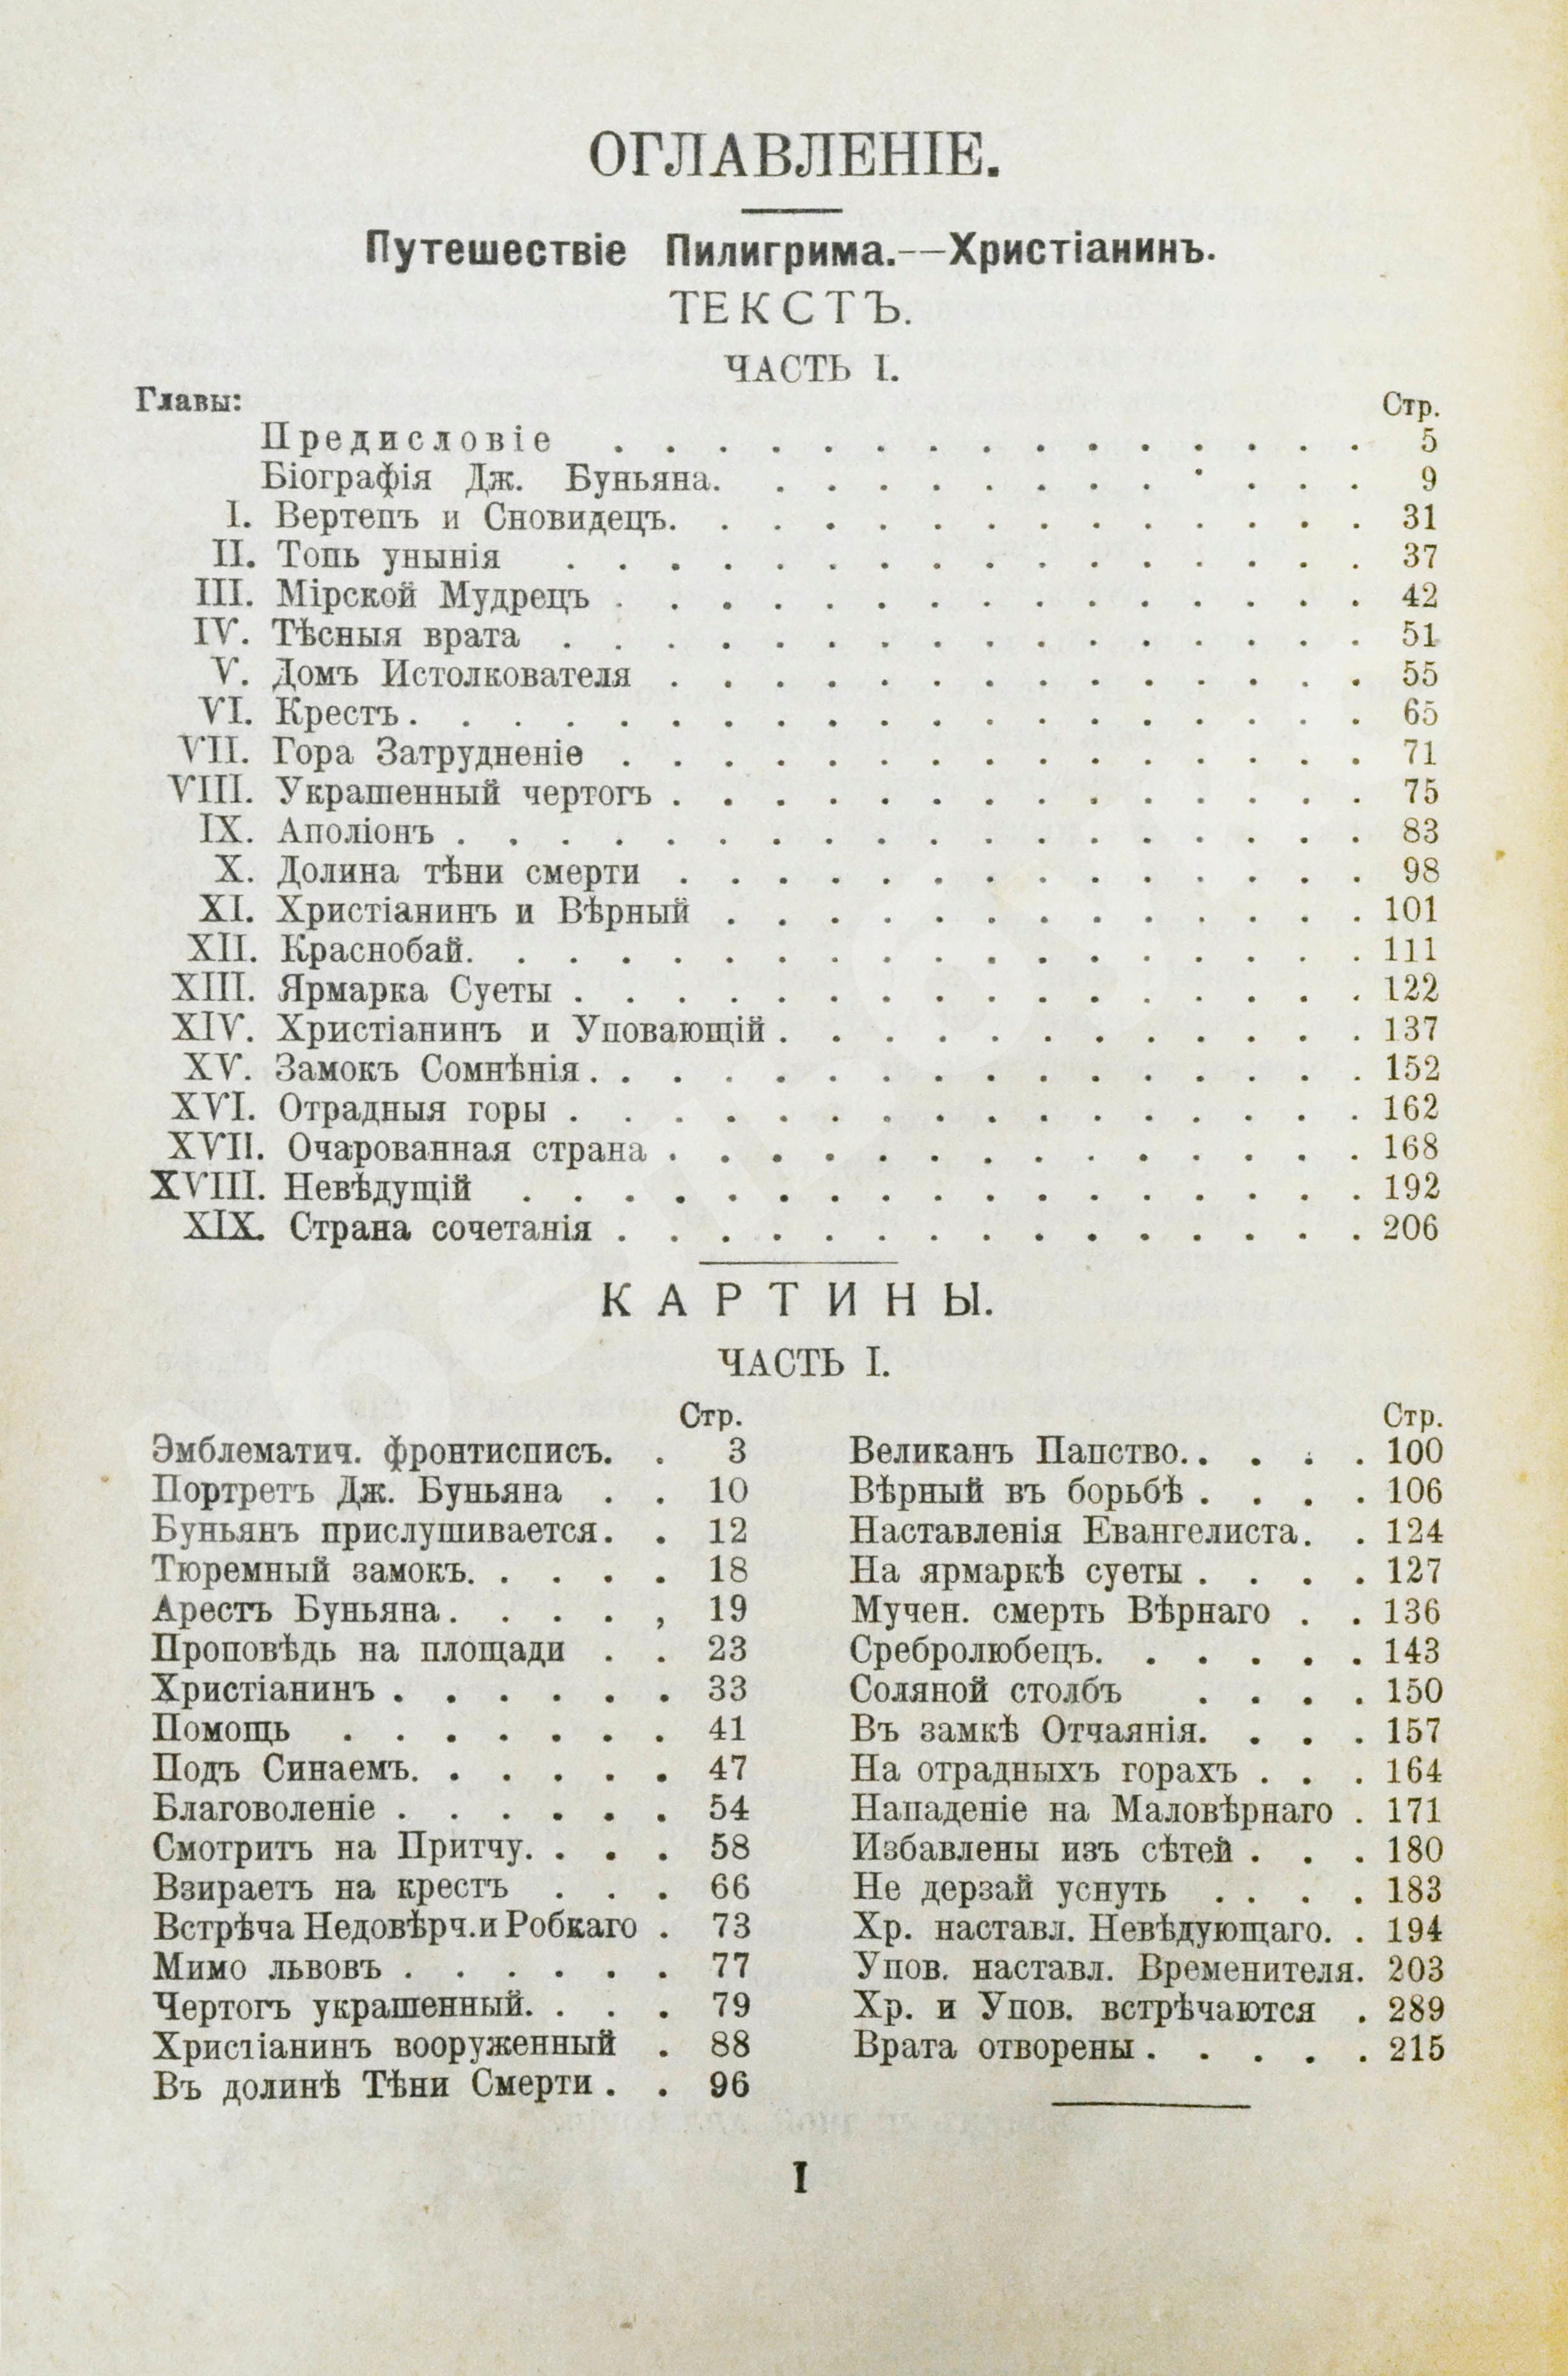 ОГЛАВЛЕНІЕ.
Путешествіе Пилигрима.--Христіанинъ.
ТЕКСТЪ.
ЧАСТЬ I.
Главы: Стр.
Предисловіе . . . . . . . . . . . . . . . 5
Біографія Дж. Буньяна. . . . . . . . . . . . . 9
I. Вертепъ и Сновидецъ. . . . . . . . . . . . . . 31
II. Топь унынія . . . . . . . . . . . . . . . . 37
III. Мірской Мудрецъ . . . . . . . . . . . . . . . 42
IV. Тѣсныя врата . . . . . . . . . . . . . . . . 51
V. Домъ Истолкователя . . . . . . . . . . . . . . 55
VI. Крестъ. . . . . . . . . . . . . . . . . . . 65
VII. Гора Затрудненіе . . . . . . . . . . . . . . . 71
VIII. Украшенный чертогъ . . . . . . . . . . . . . . 75
IX. Аполіонъ . . . . . . . . . . . . . . . . . . 83
X. Долина тѣни смерти . . . . . . . . . . . . . . 98
XI. Христіанинъ и Вѣрный . . . . . . . . . . . . . 101
XII. Краснобай. . . . . . . . . . . . . . . . . . 111
XIII. Ярмарка Суеты . . . . . . . . . . . . . . . . 122
XIV. Христіанинъ и Уповающій . . . . . . . . . . . . 137
XV. Замокъ Сомнѣнія. . . . . . . . . . . . . . . . 152
XVI. Отрадныя горы . . . . . . . . . . . . . . . . 162
XVII. Очарованная страна . . . . . . . . . . . . . . 168
XVIII. Невѣдущій . . . . . . . . . . . . . . . . . 192
XIX. Страна сочетанія . . . . . . . . . . . . . . . 206
КАРТИНЫ.
ЧАСТЬ I.
Стр.
Эмблематич. фронтисписъ. . 3
Портретъ Дж. Буньяна . . 10
Буньянъ прислушивается. . 12
Тюремный замокъ. . . . . 18
Арестъ Буньяна. . . . , 19
Проповѣдь на площади . . 23
Христіанинъ . . . . . . 33
Помощь . . . . . . . 41
Подъ Синаемъ. . . . . . 47
Благоволеніе . . . . . . 54
Смотритъ на Притчу. . . . 58
Взираетъ на крестъ . . . 66
Встрѣча Недовѣрч.и Робкаго . 73
Мимо львовъ . . . . . . 77
Чертогъ украшенный. . . . 79
Христіанинъ вооруженный . 88
Въ долинѣ Тѣни Смерти . . 96
Стр.
Великанъ Папство. . . . . 100
Вѣрный въ борьбѣ . . . . 106
Наставленія Евангелиста. . 124
На ярмаркѣ суеты . . . . 127
Мучен. смерть Вѣрнаго . . 136
Сребролюбецъ. . . . . . 143
Соляной столбъ . . . . 150
Въ замкѣ Отчаянія. . . . 157
На отрадныхъ горахъ . . . 164
Нападеніе на Маловѣрнаго . 171
Избавлены изъ сѣтей . . . 180
Не дерзай уснуть . . . . 183
Хр. наставл. Невѣдующаго. . 194
Упов. наставл. Временителя. 203
Хр. и Упов. встрѣчаются . 289
Врата отворены . . . . . 215
I